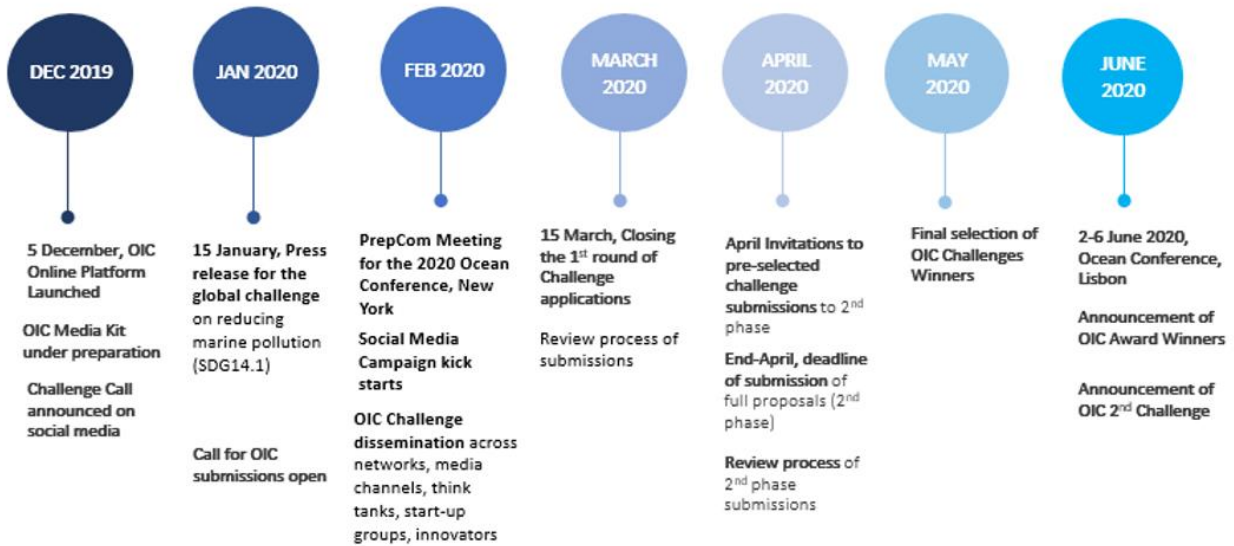 DEC 2019
5 December, OIC
Online Platform
Launched
OIC Media Kit
under preparation
Challenge Call
announced on
social media
JAN 2020
15 January, Press
release for the
global challenge
on reducing
marine pollution
(SDG14.1)
Call for OIC
submissions open
FEB 2020
PrepCom Meeting
for the 2020 Ocean
Conference, New
York
Social Media
Campaign kick
starts
OIC Challenge
dissemination across
networks, media
channels, think
tanks, start-up
groups, innovators
MARCH
2020
15 March, Closing
the 1st round of
Challenge
applications
Review process of
submissions
APRIL
2020
April Invitations to
pre-selected
challenge
submissions to 2nd
phase
End-April, deadline
of submission of
full proposals (2nd
phase)
Review process of
2nd phase
submissions
MAY
2020
Final selection of
OIC Challenges
Winners
JUNE
2020
2-6 June 2020,
Ocean Conference,
Lisbon
Announcement of
OIC Award Winners
Announcement of
OIC 2nd Challenge